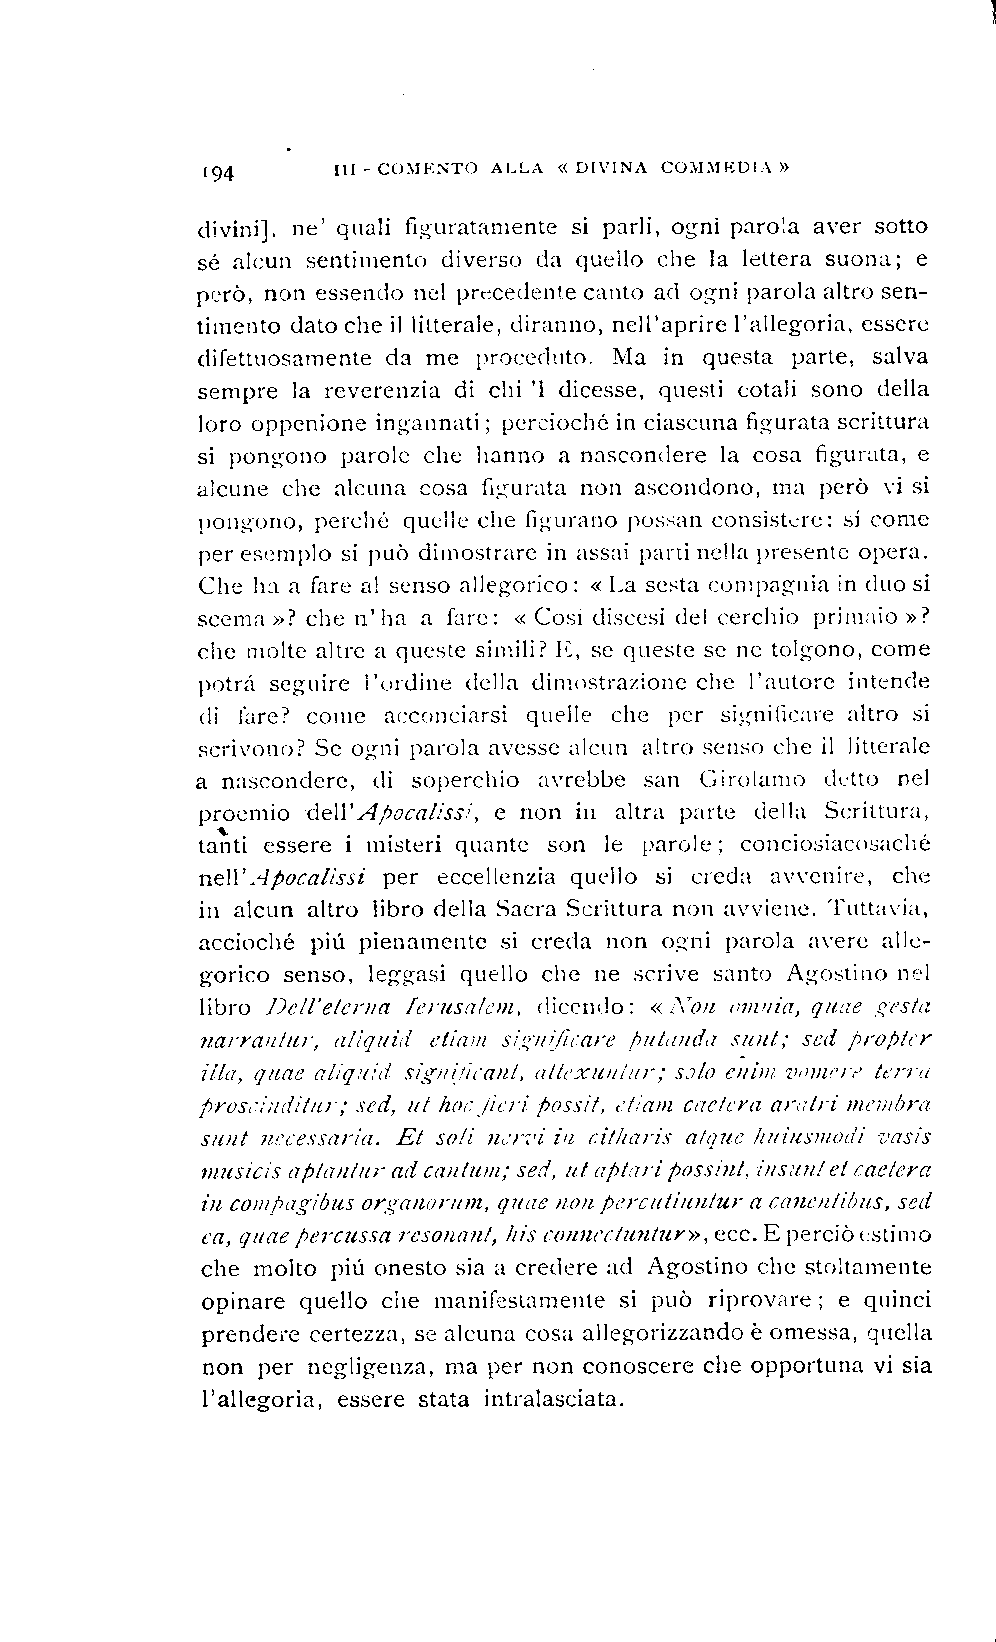 194 III - COMENTO ALLA « DIVINA COMMEDIA »
divini], ne' quali figuratamente si parli, ogni parola aver sotto
sé alcun sentimento diverso da quello che la lettera suona; e
però, non essendo nel precedente canto ad ogni parola altro sen-
timento dato che il litterale, diranno, nell'aprire l'allegoria, essere
difettuosamente da me proceduto. Ma in questa parte, salva
sempre la reverenzia di chi 'l dicesse, questi cotali sono della
loro oppenione ingannati; percioché in ciascuna figurata scrittura
si pongono parole che hanno a nascondere la cosa figurata, e
alcune che alcuna cosa figurata non ascondono, ma però vi si
pongono, perché quelle che figurano possan consistere: sí come
per esemplo si può dimostrare in assai parti nella presente opera.
Che ha a fare al senso allegorico: « La sesta compagnia in duo si
scema »? che n'ha a fare: « Cosí discesi del cerchio primaio »?
che molte altre a queste simili? E, se queste se ne tolgono, come
potrá seguire l'ordine della dimostrazione che l'autore intende
di fare? come acconciarsi quelle che per significare altro si
scrivono? Se ogni parola avesse alcun altro senso che il litterale
a nascondere, di soperchio avrebbe san Girolamo detto nel
proemio dell'Apocalissi, e non in altra parte della Scrittura,
tanti essere i misteri quante son le parole; conciosiacosaché
nell'Apocalissi per eccellenzia quello si creda avvenire, che
in alcun altro libro della Sacra Scrittura non avviene. Tuttavia,
accioché piú pienamente si creda non ogni parola avere alle-
gorico senso, leggasi quello che ne scrive santo Agostino nel
libro Dell'eterna Ierusalem, dicendo: « Non omnia, quae gesta
narrantur, aliquid etiam significare putanda sunt; sed propter
illa, quae aliquid significant, attexuntur; solo enim vomere terra
proscinditur; sed, ut hoc fieri possit, etiam caetera aratri membra
sunt necessaria. Et soli nervi in citharis atque huiusmodi vasis
musicis aptantur ad cantum; sed, ut aptari possint, insunt et caetera
in compagibus organorum, quae non percutiuntur a canentibus, sed
ea, quae percussa resonant, his connectuntur», ecc. E perciò estimo
che molto piú onesto sia a credere ad Agostino che stoltamente
opinare quello che manifestamente si può riprovare; e quinci
prendere certezza, se alcuna cosa allegorizzando è omessa, quella
non per negligenza, ma per non conoscere che opportuna vi sia
l'allegoria, essere stata intralasciata.